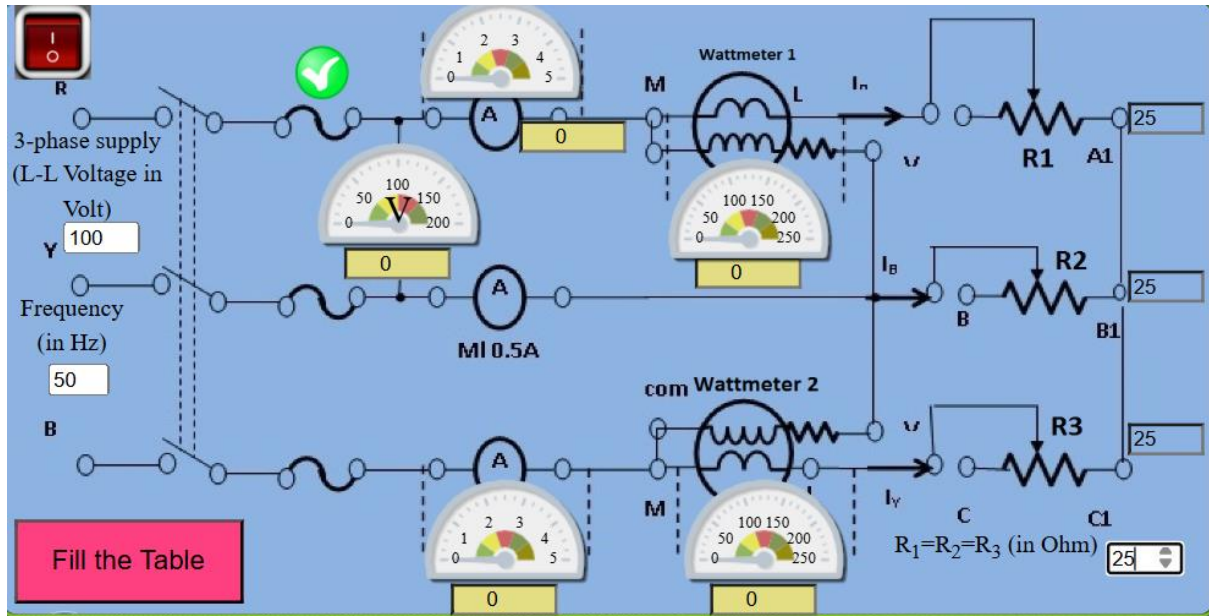 I
O
R
3-phase supply
(L-L Voltage in
Volt)
100
Y
Frequency
(in Hz)
50
B
Fill the Table
0 1 2 3 4 5
A
0
0 50 100 150 200
V
0
A
MI 0.5A
0 1 2 3 4 5
A
0
Wattmeter 1
M
L
V
0 50 100 150 200 250
0
com
Wattmeter 2
M
V
0 50 100 150 200 250
0
R1
A1
25
I_B
B
R2
B1
25
I_Y
C
R3
C1
25
R₁=R₂=R₃ (in Ohm)
25